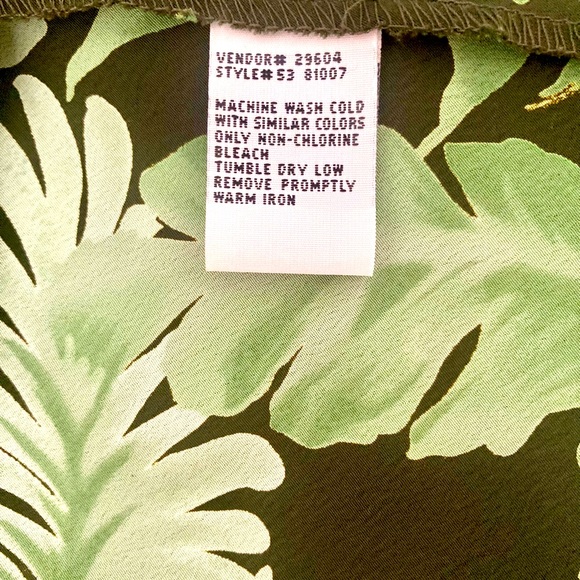 VENDOR# 29604
STYLE# 53 81007
MACHINE WASH COLD
WITH SIMILAR COLORS
ONLY NON-CHLORINE
BLEACH
TUMBLE DRY LOW
REMOVE PROMPTLY
WARM IRON